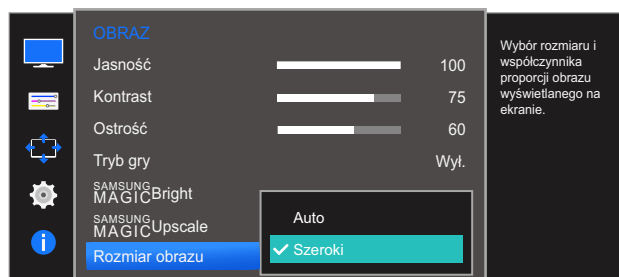 OBRAZ
Jasność 100
Kontrast 75
Ostrość 60
Tryb gry Wył.
SAMSUNG MAGICBright
SAMSUNG MAGICUpscale
Rozmiar obrazu
Auto
Szeroki
Wybór rozmiaru i
współczynnika
proporcji obrazu
wyświetlanego na
ekranie.